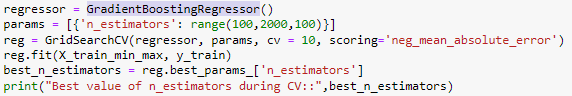 regressor = GradientBoostingRegressor()
params = [{'n_estimators': range(100,2000,100)}]
reg = GridSearchCV(regressor, params, cv = 10, scoring='neg_mean_absolute_error')
reg.fit(X_train_min_max, y_train)
best_n_estimators = reg.best_params_['n_estimators']
print("Best value of n_estimators during CV::",best_n_estimators)